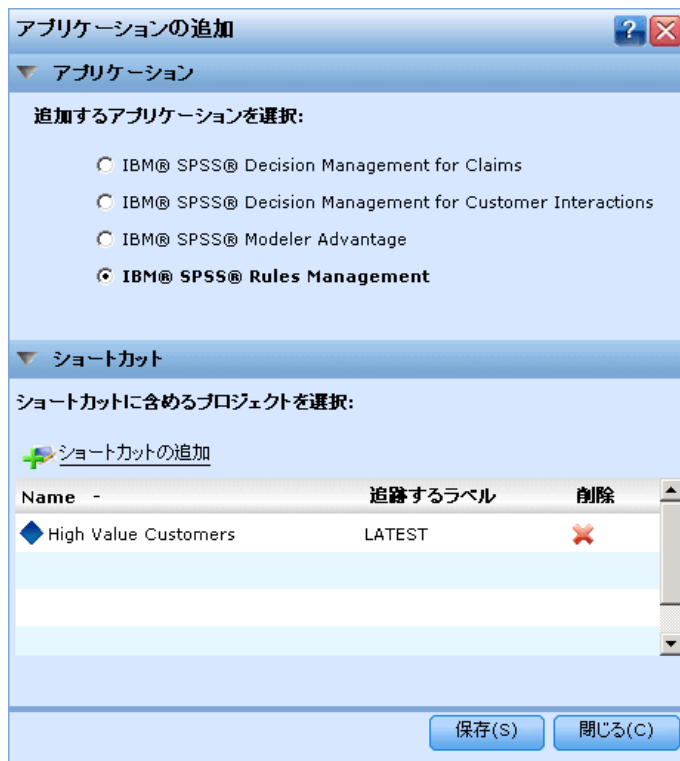 アプリケーションの追加
?
アプリケーション
追加するアプリケーションを選択:
IBM® SPSS® Decision Management for Claims
IBM® SPSS® Decision Management for Customer Interactions
IBM® SPSS® Modeler Advantage
IBM® SPSS® Rules Management
ショートカット
ショートカットに含めるプロジェクトを選択:
ショートカットの追加
Name - 追跡するラベル 削除
High Value Customers LATEST
保存(S) 閉じる(C)